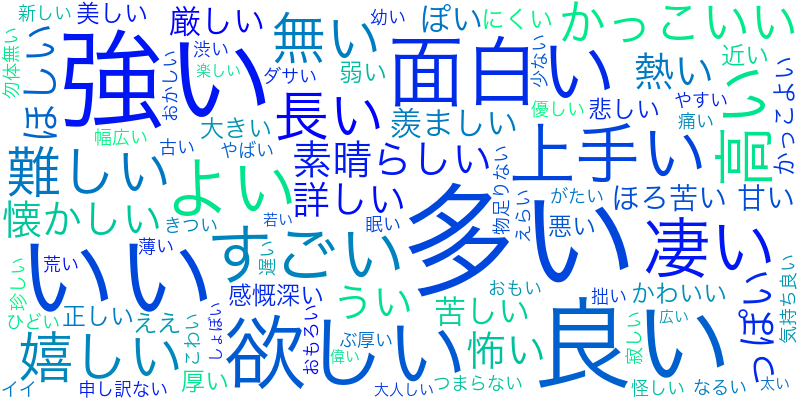 新しい
美しい
厳しい
無い
ぽい
にくい
かっこいい
幼い
勿体無い
ほしい
強い
渋い
楽しい
おかしい
ダサい
弱い
面白い
少ない
熱い
近い
高い
かっこよい
幅広い
大きい
長い
羨ましい
優しい
悲しい
やすい
痛い
難しい
古い
やばい
素晴らしい
上手い
懐かしい
よい
詳しい
物足りない
えらい
がたい
ほろ苦い
甘い
きつい
若い
眠い
多い
悪い
荒い
薄い
すごい
遅い
凄い
いい
珍しい
ひどい
正しい
ええ
こわい
しょぼい
感慨深い
うい
おもい
苦しい
拙い
かわいい
っぽい
気持ち良い
嬉しい
欲しい
おもろい
ぶ厚い
偉い
怖い
良い
寂しい
広い
イイ
申し訳ない
厚い
大人しい
つまらない
怪しい
なるい
太い